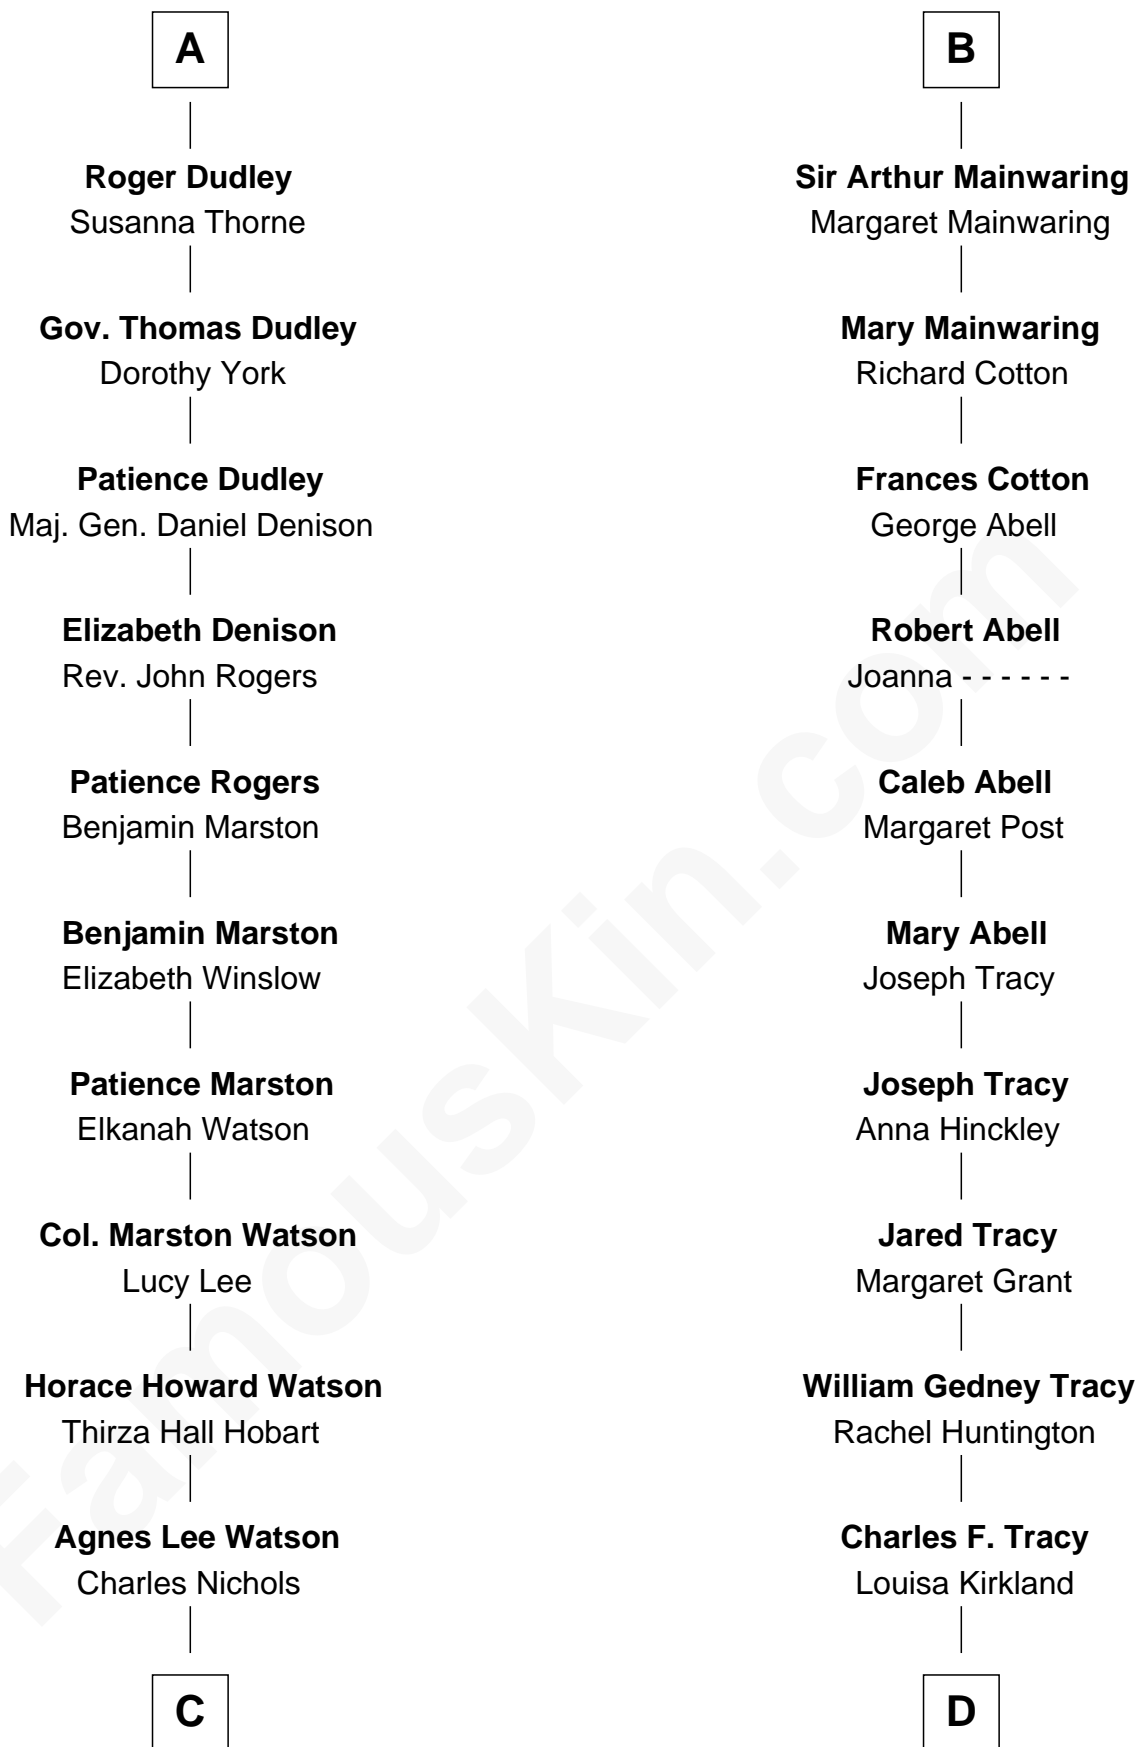 A
Roger Dudley
Susanna Thorne
Gov. Thomas Dudley
Dorothy York
Patience Dudley
Maj. Gen. Daniel Denison
Elizabeth Denison
Rev. John Rogers
Patience Rogers
Benjamin Marston
Benjamin Marston
Elizabeth Winslow
Patience Marston
Elkanah Watson
Col. Marston Watson
Lucy Lee
Horace Howard Watson
Thirza Hall Hobart
Agnes Lee Watson
Charles Nichols
C
B
Sir Arthur Mainwaring
Margaret Mainwaring
Mary Mainwaring
Richard Cotton
Frances Cotton
George Abell
Robert Abell
Joanna - - - - - -
Caleb Abell
Margaret Post
Mary Abell
Joseph Tracy
Joseph Tracy
Anna Hinckley
Jared Tracy
Margaret Grant
William Gedney Tracy
Rachel Huntington
Charles F. Tracy
Louisa Kirkland
D
FamousKin.com